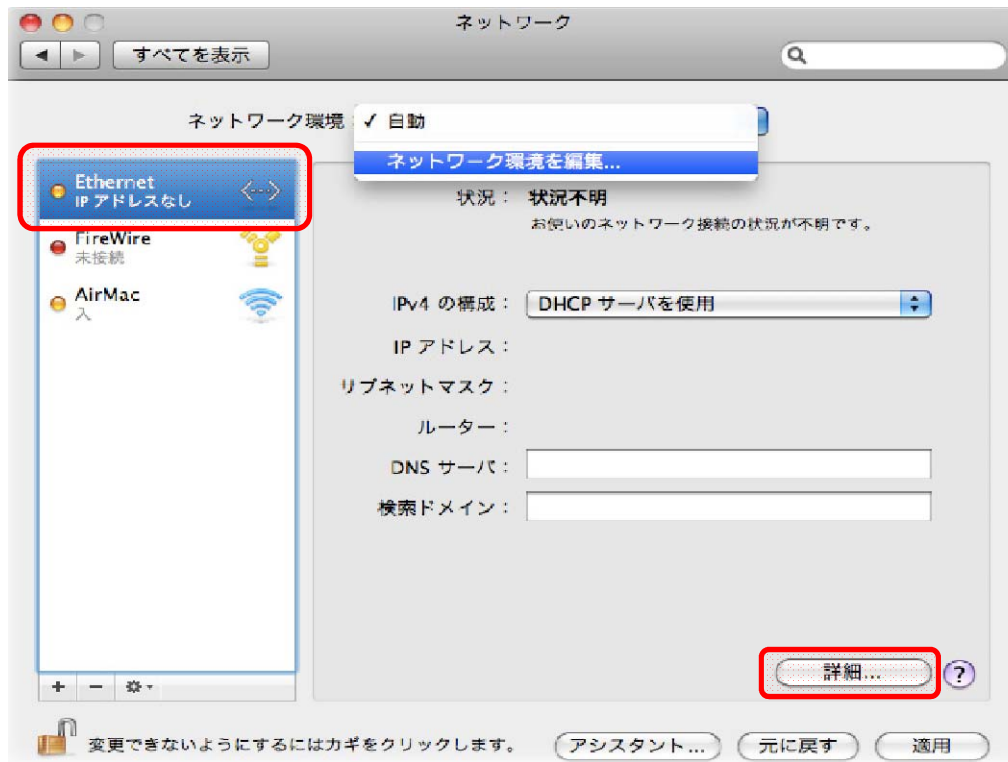 ネットワーク
すべてを表示
ネットワーク環境： ✓ 自動
ネットワーク環境を編集...
Ethernet
IP アドレスなし
FireWire
未接続
AirMac
入
状況： 状況不明
お使いのネットワーク接続の状況が不明です。
IPv4 の構成： DHCP サーバを使用
IP アドレス：
サブネットマスク：
ルーター：
DNS サーバ：
検索ドメイン：
+ −
詳細... ?
変更できないようにするにはカギをクリックします。
アシスタント... 元に戻す 適用